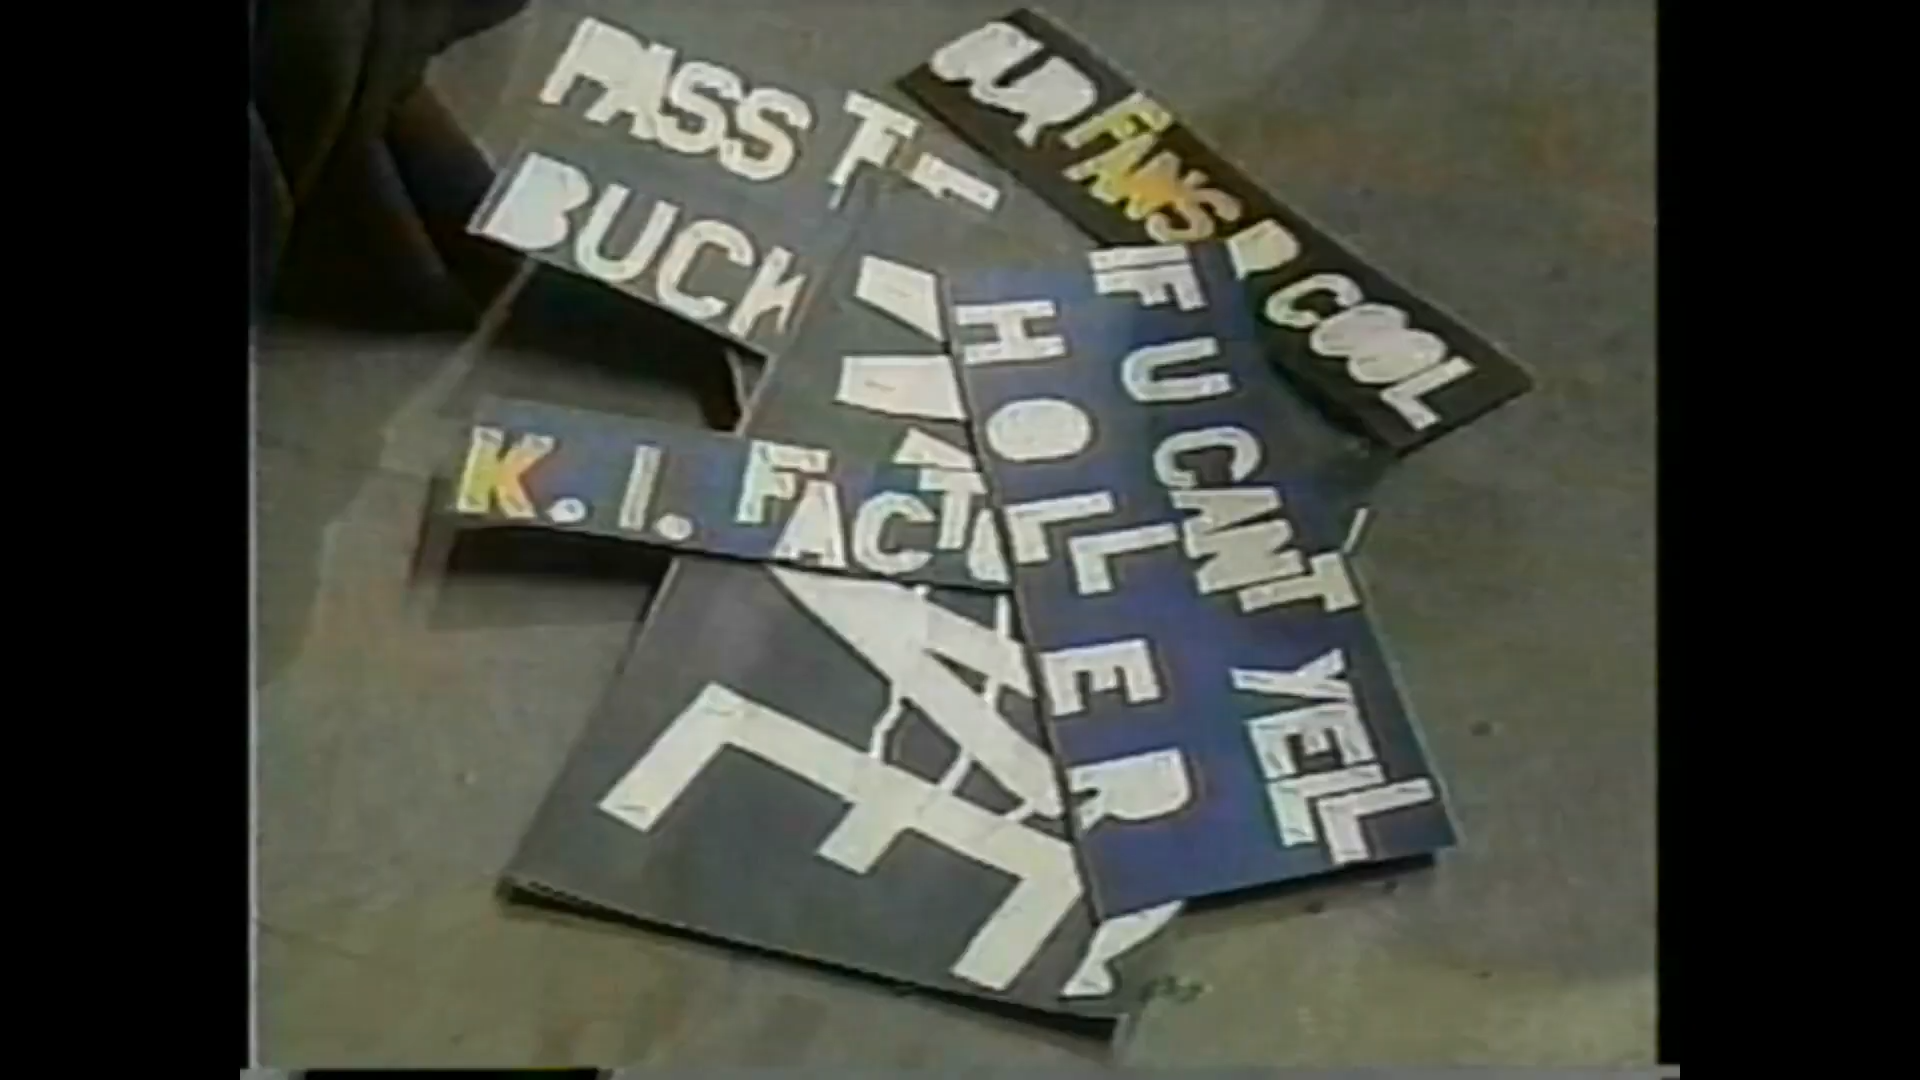 PASS THE
BUCK
OUR FANS R COOL
K. I. FACT
IF U CANT YELL
HOLLER
E